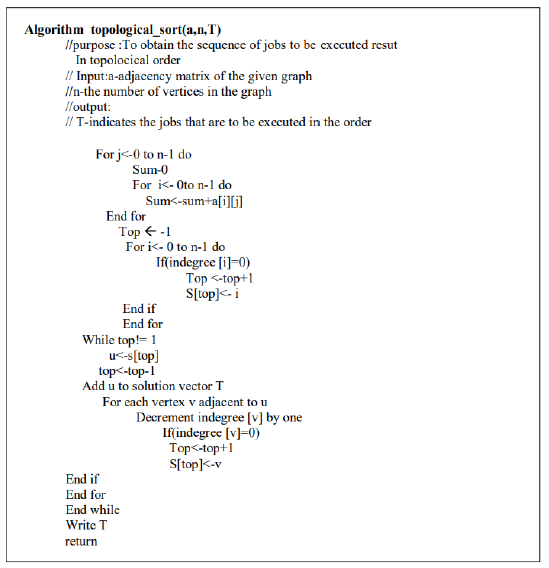 Algorithm topological_sort(a,n,T)
//purpose :To obtain the sequence of jobs to be executed resut
In topolocical order
// Input:a-adjacency matrix of the given graph
//n-the number of vertices in the graph
//output:
// T-indicates the jobs that are to be executed in the order
For j<-0 to n-1 do
Sum-0
For i<- 0to n-1 do
Sum<-sum+a[i][j]
End for
Top ← -1
For i<- 0 to n-1 do
If(indegree [i]=0)
Top <-top+1
S[top]<- i
End if
End for
While top!= 1
u<-s[top]
top<-top-1
Add u to solution vector T
For each vertex v adjacent to u
Decrement indegree [v] by one
If(indegree [v]=0)
Top<-top+1
S[top]<-v
End if
End for
End while
Write T
return